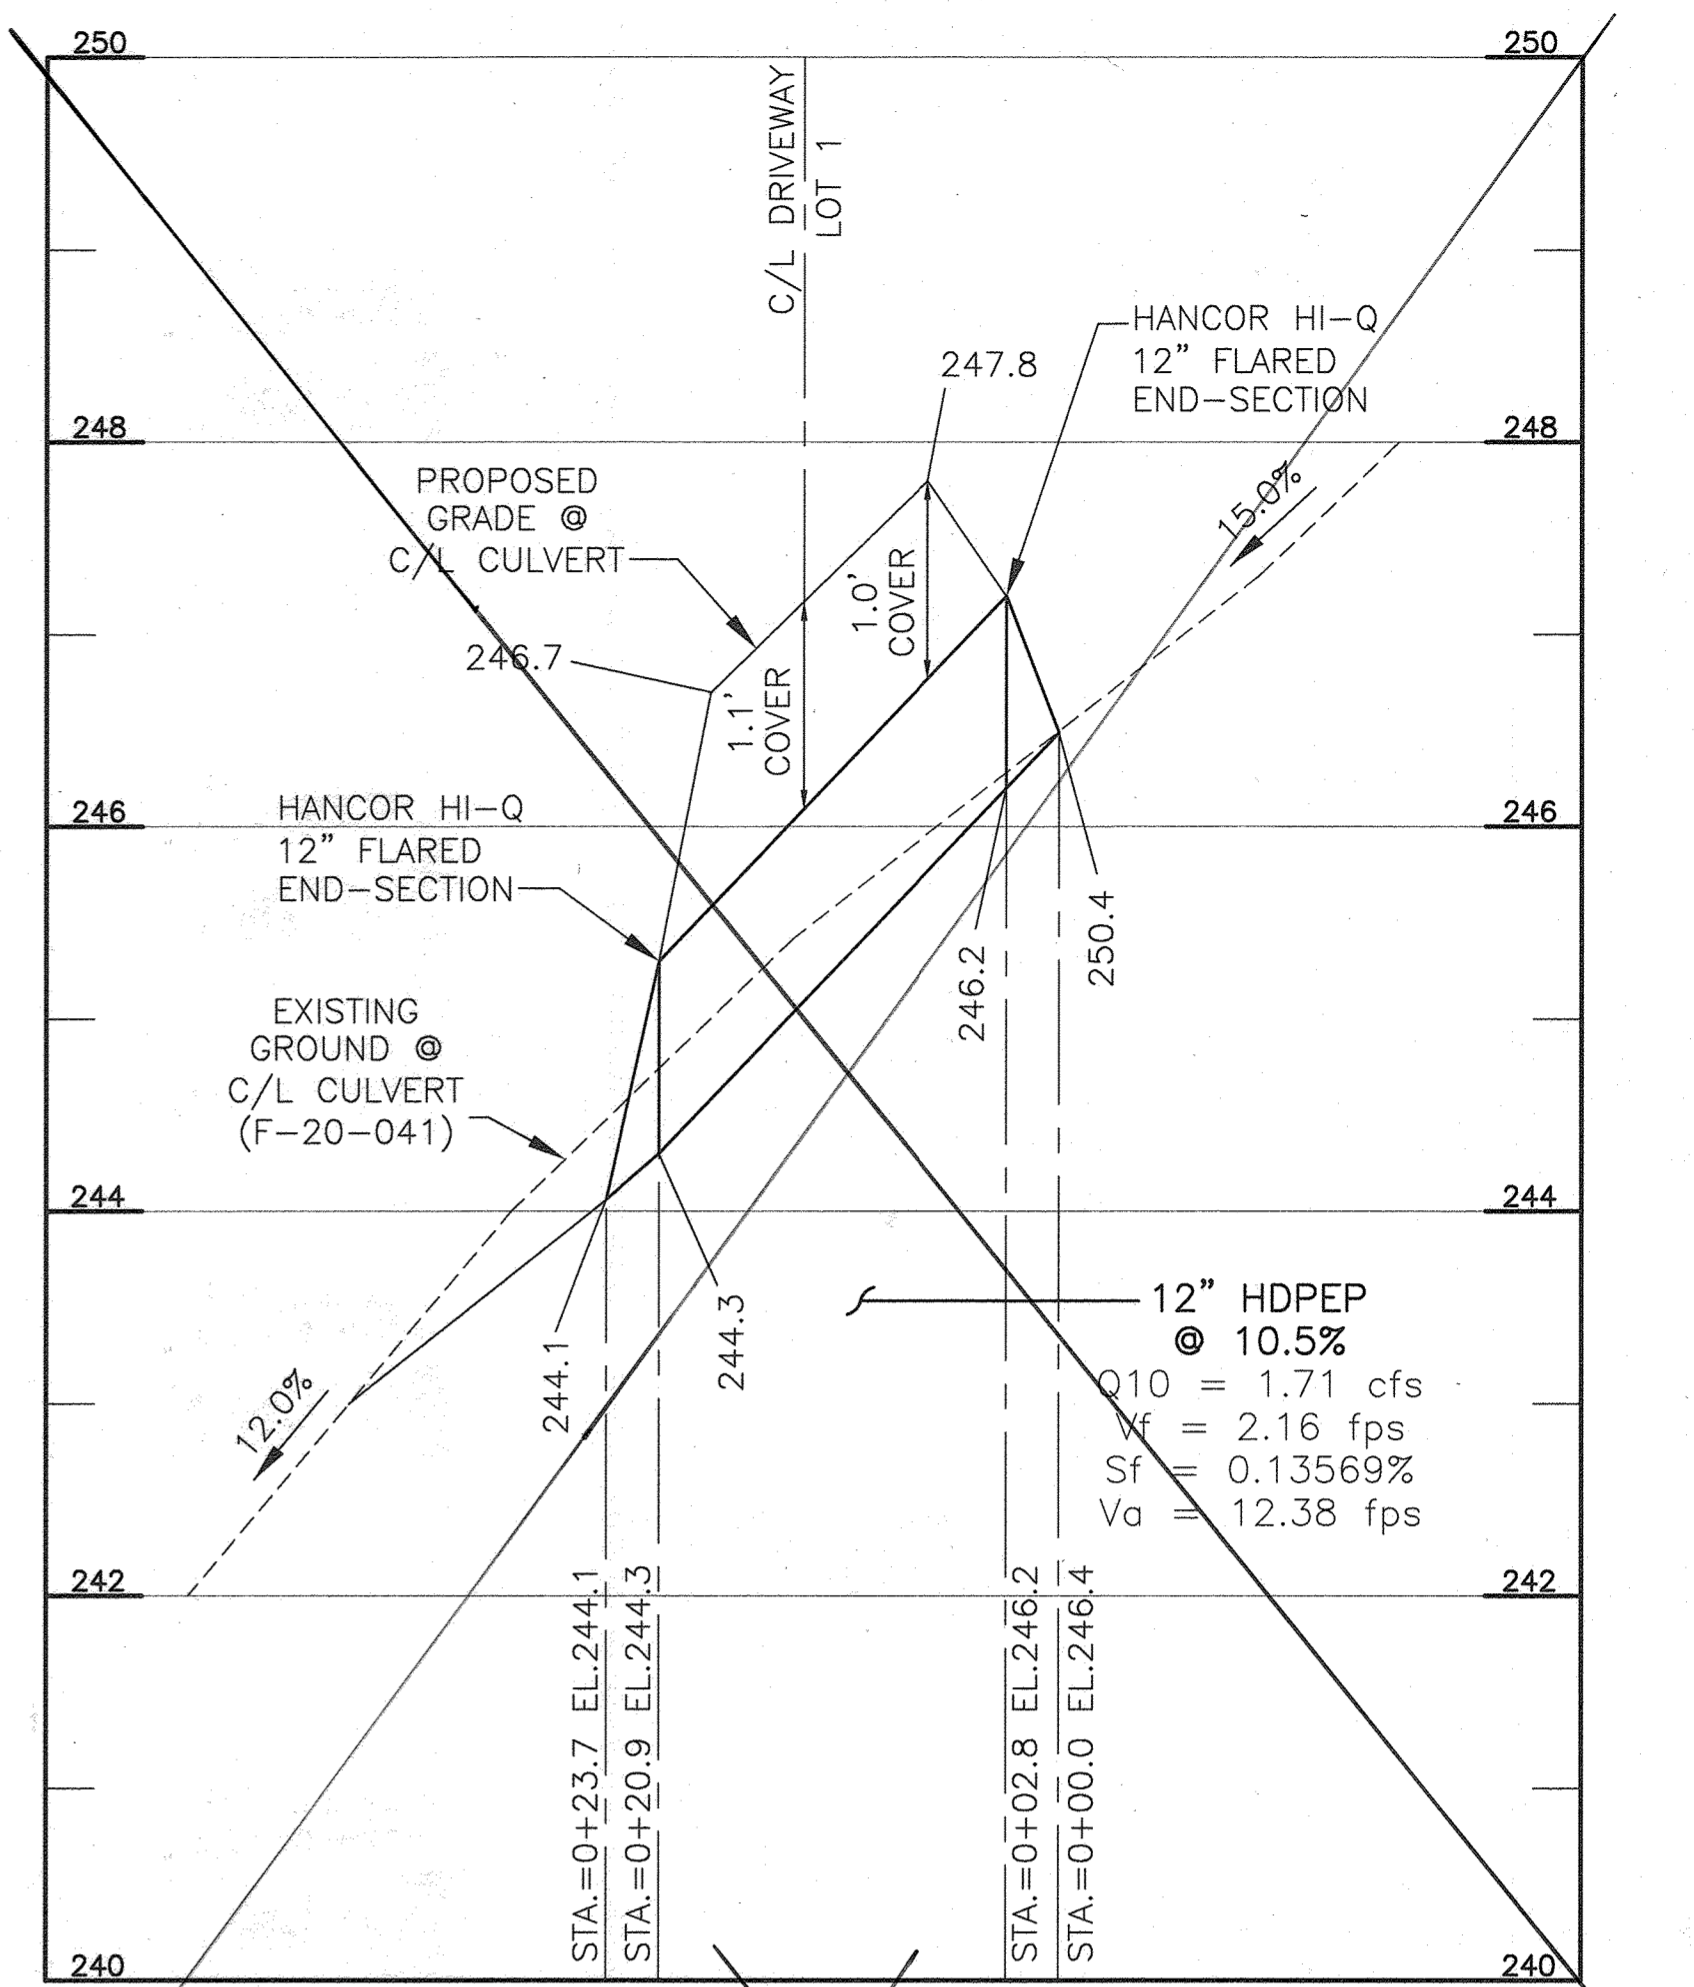 250
250
C/L DRIVEWAY
LOT 1
HANCOR HI-Q
12" FLARED
END-SECTION
247.8
248
248
PROPOSED
GRADE @
C/L CULVERT
15.0%
1.0'
COVER
246.7
1.1'
COVER
HANCOR HI-Q
12" FLARED
END-SECTION
246
246
246.2
250.4
EXISTING
GROUND @
C/L CULVERT
(F-20-041)
244
244
244.1
244.3
12" HDPEP
@ 10.5%
Q10 = 1.71 cfs
Vf = 2.16 fps
Sf = 0.13569%
Va = 12.38 fps
12.0%
242
242
STA.=0+23.7 EL.244.1
STA.=0+20.9 EL.244.3
STA.=0+02.8 EL.246.2
STA.=0+00.0 EL.246.4
240
240